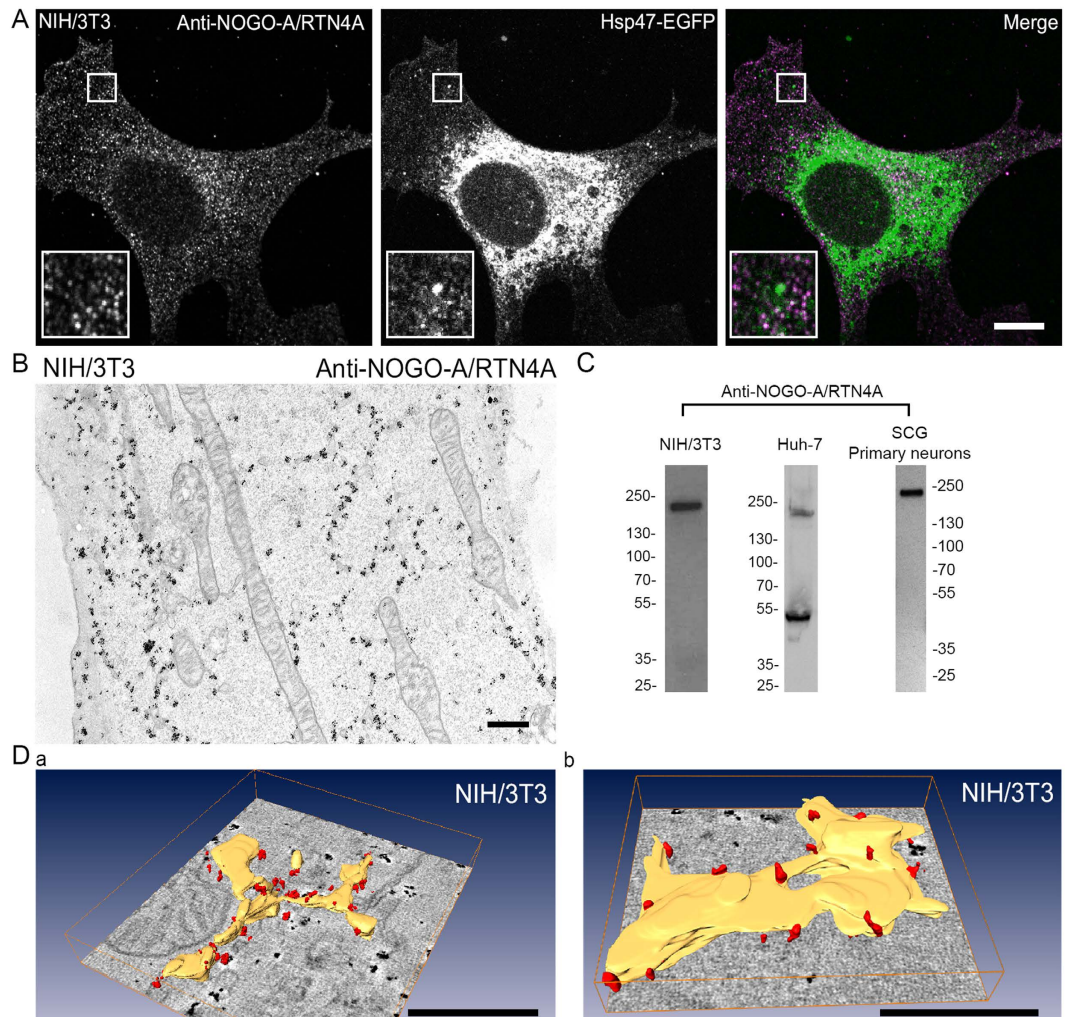 A
NIH/3T3
Anti-NOGO-A/RTN4A
Hsp47-EGFP
Merge
B
NIH/3T3
Anti-NOGO-A/RTN4A
C
Anti-NOGO-A/RTN4A
NIH/3T3
Huh-7
SCG
Primary neurons
250-
130-
100-
70-
55-
35-
25-
250-
130-
100-
70-
55-
35-
25-
-250
-130
-100
-70
-55
-35
-25
D
a
NIH/3T3
b
NIH/3T3